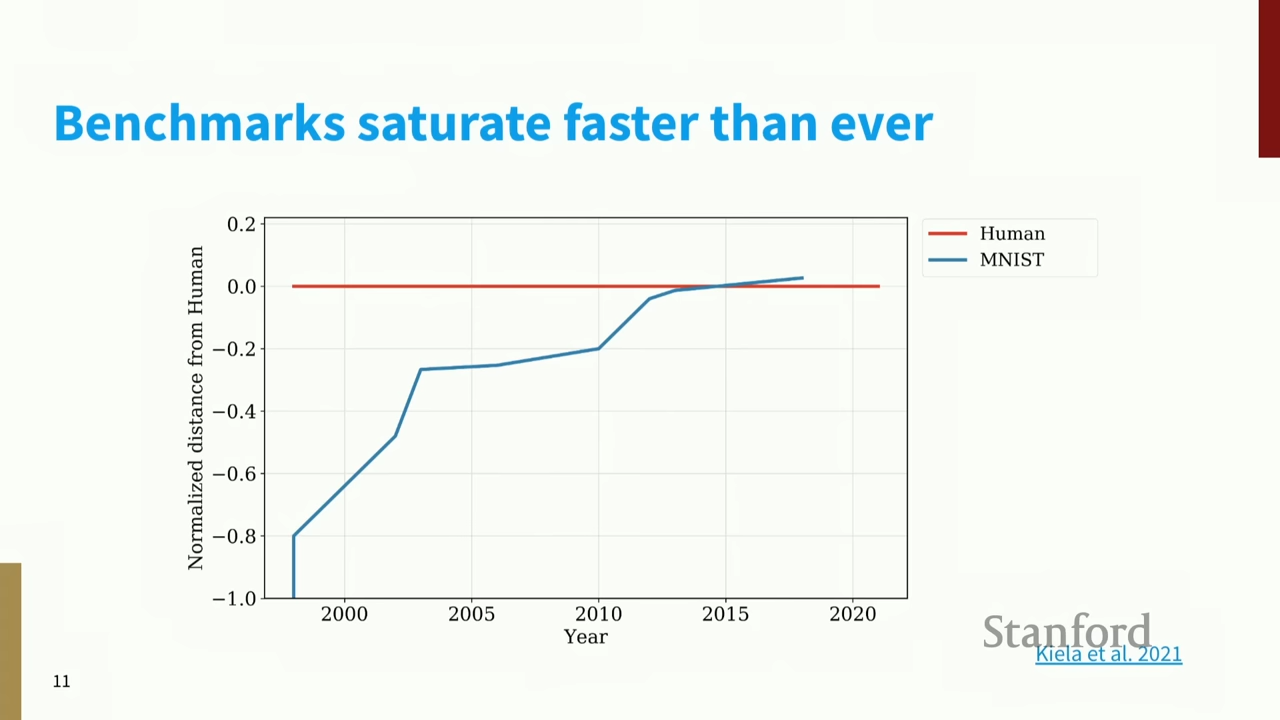 Benchmarks saturate faster than ever
Human
MNIST
Normalized distance from Human
0.2
0.0
−0.2
−0.4
−0.6
−0.8
−1.0
2000 2005 2010 2015 2020
Year
Stanford
Kiela et al. 2021
11